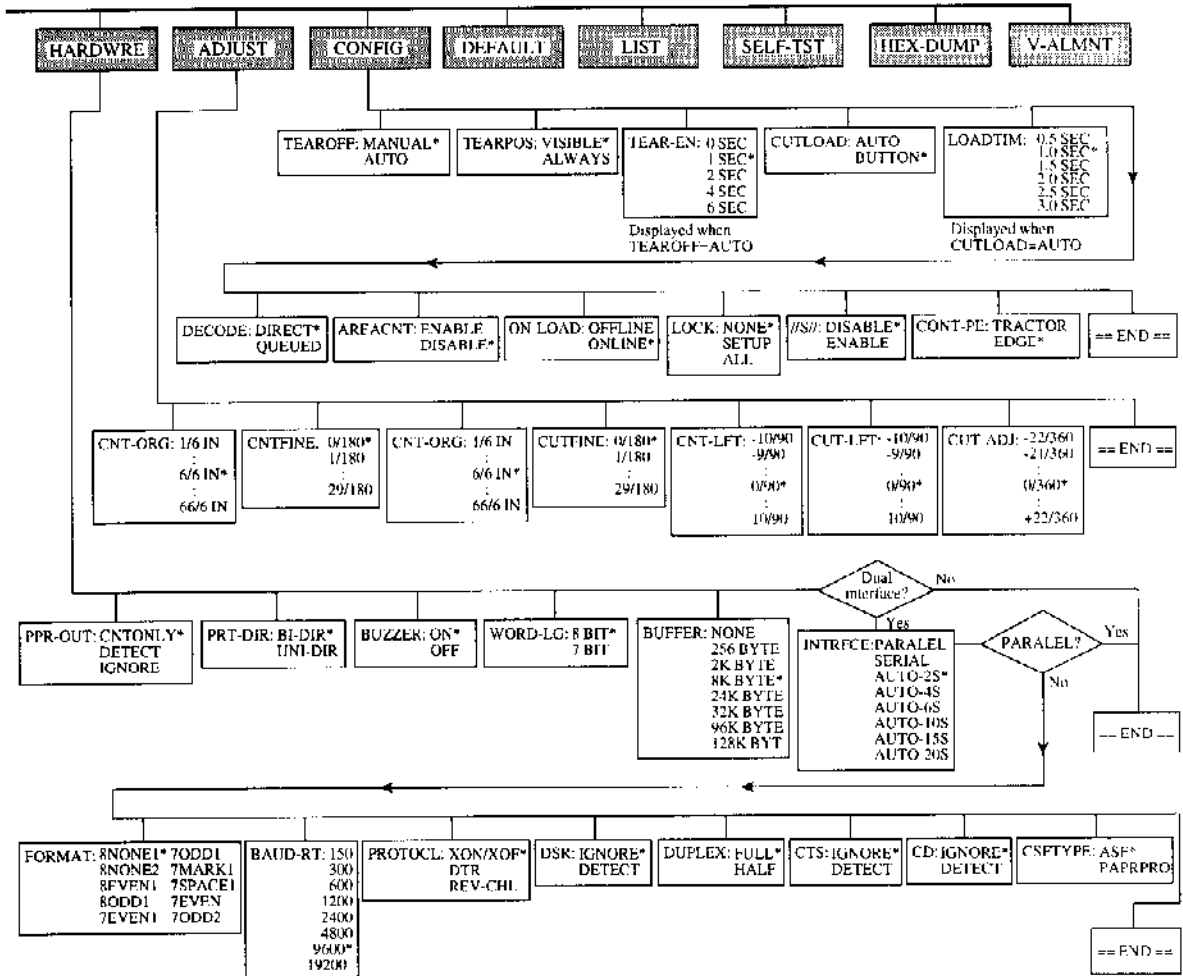 HARDWRE ADJUST CONFIG DEFAULT LIST SELF-TST HEX-DUMP V-ALMNT
TEAROFF: MANUAL*
AUTO
TEARPOS: VISIBLE*
ALWAYS
TEAR-EN: 0 SEC
1 SEC*
2 SEC
4 SEC
6 SEC
Displayed when
TEAROFF=AUTO
CUTLOAD: AUTO
BUTTON*
LOADTIM: 0.5 SEC
1.0 SEC*
1.5 SEC
2.0 SEC
2.5 SEC
3.0 SEC
Displayed when
CUTLOAD=AUTO
DECODE: DIRECT*
QUEUED
AREACNT: ENABLE
DISABLE*
ON LOAD: OFFLINE
ONLINE*
LOCK: NONE*
SETUP
ALL
//S//: DISABLE*
ENABLE
CONT-PE: TRACTOR
EDGE*
== END ==
CNT-ORG: 1/6 IN
:
6/6 IN*
:
66/6 IN
CNTFINE. 0/180*
1/180
:
29/180
CNT-ORG: 1/6 IN
:
6/6 IN*
:
66/6 IN
CUTFINE: 0/180*
1/180
:
29/180
CNT-LFT: -10/90
-9/90
:
0/90*
:
10/90
CUT-LFT: -10/90
-9/90
:
0/90*
:
10/90
CUT ADJ: -22/360
-21/360
:
0/360*
:
+22/360
== END ==
PPR-OUT: CNTONLY*
DETECT
IGNORE
PRT-DIR: BI-DIR*
UNI-DIR
BUZZER: ON*
OFF
WORD-LG: 8 BIT*
7 BIT
BUFFER: NONE
256 BYTE
2K BYTE
8K BYTE*
24K BYTE
32K BYTE
96K BYTE
128K BYT
Dual
interface?
No
Yes
INTRFCE:PARALEL
SERIAL
AUTO-2S*
AUTO-4S
AUTO-6S
AUTO-10S
AUTO-15S
AUTO 20S
PARALEL?
Yes
No
== END ==
FORMAT: 8NONE1* 7ODD1
8NONE2 7MARK1
8EVEN1 7SPACE1
8ODD1 7EVEN
7EVEN1 7ODD2
BAUD-RT: 150
300
600
1200
2400
4800
9600*
19200
PROTOCL: XON/XOF*
DTR
REV-CHL
DSR: IGNORE*
DETECT
DUPLEX: FULL*
HALF
CTS: IGNORE*
DETECT
CD: IGNORE*
DETECT
CSFTYPE: ASF*
PAPRPRO
== END ==